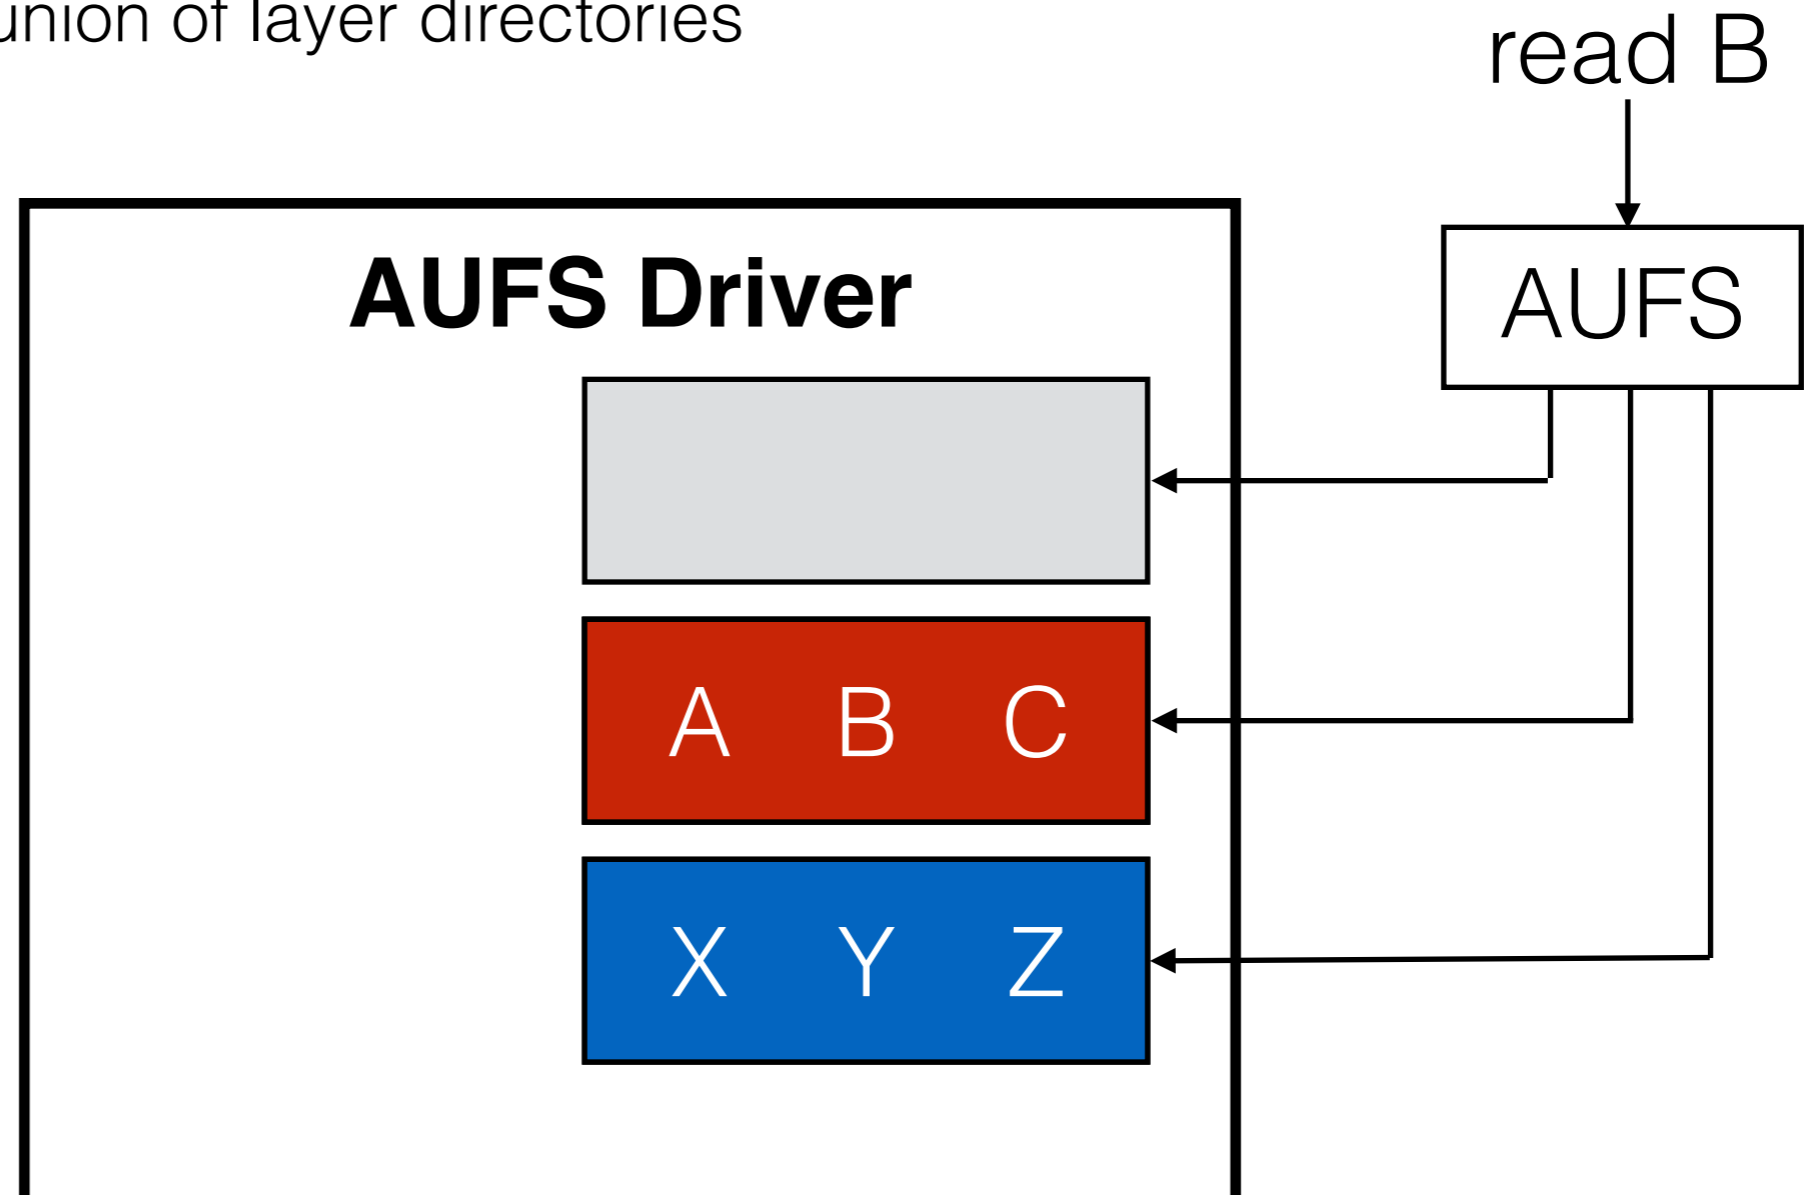 union of layer directories
read B
AUFS Driver
AUFS
A B C
X Y Z